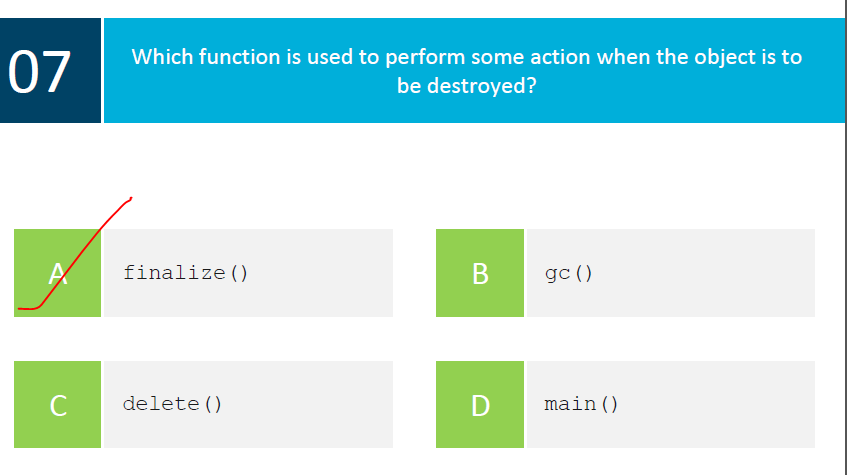 07
Which function is used to perform some action when the object is to
be destroyed?
A finalize()
B gc()
C delete()
D main()